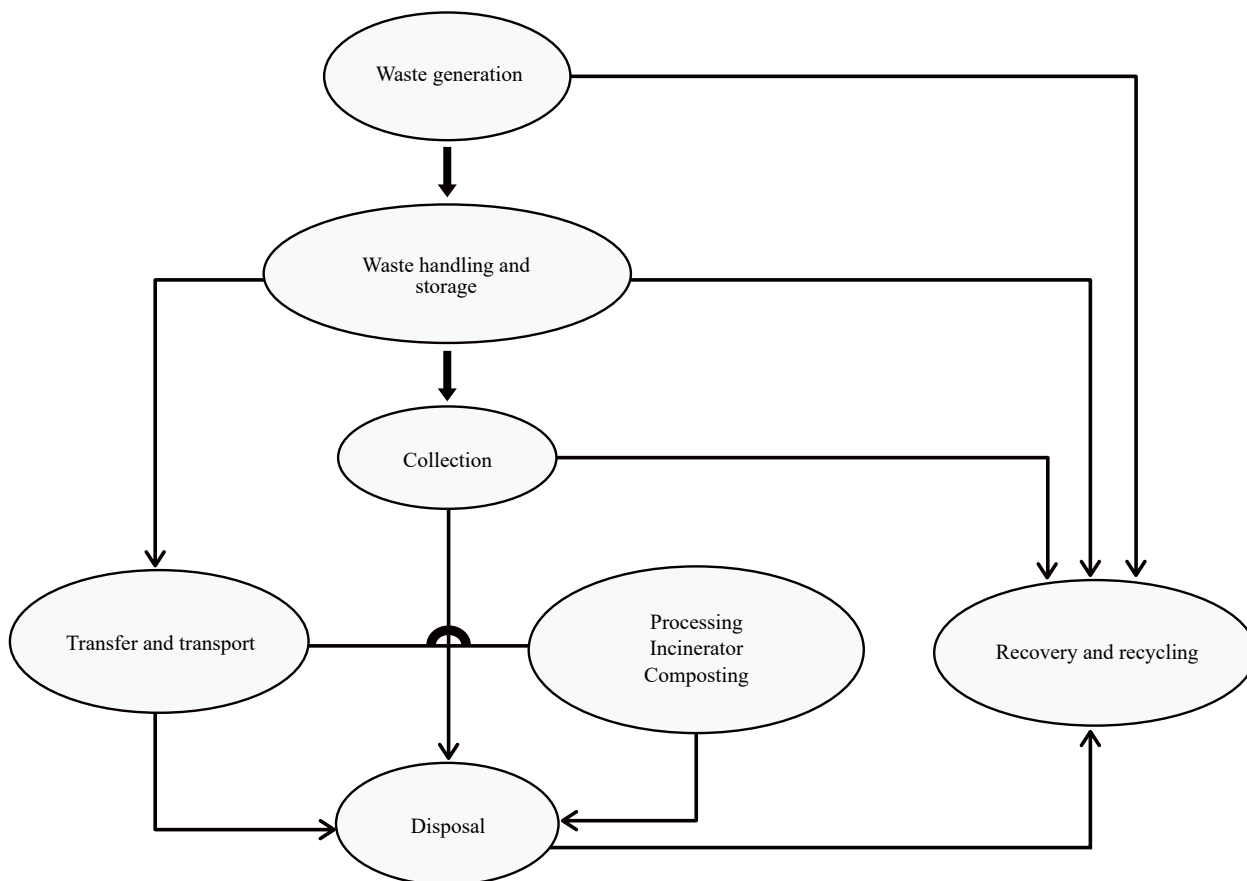 Waste generation
Waste handling and
storage
Collection
Transfer and transport
Processing
Incinerator
Composting
Recovery and recycling
Disposal